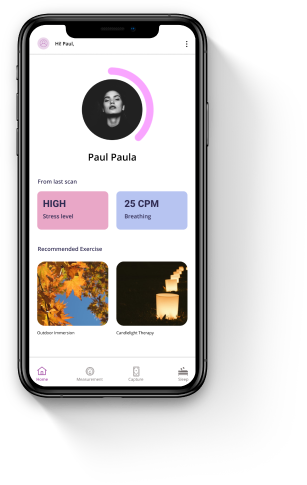 Hi! Paul,
Paul Paula
From last scan
HIGH
Stress level
25 CPM
Breathing
Recommended Exercise
Outdoor Immersion
Candlelight Therapy
Home
Measurement
Capture
Sleep